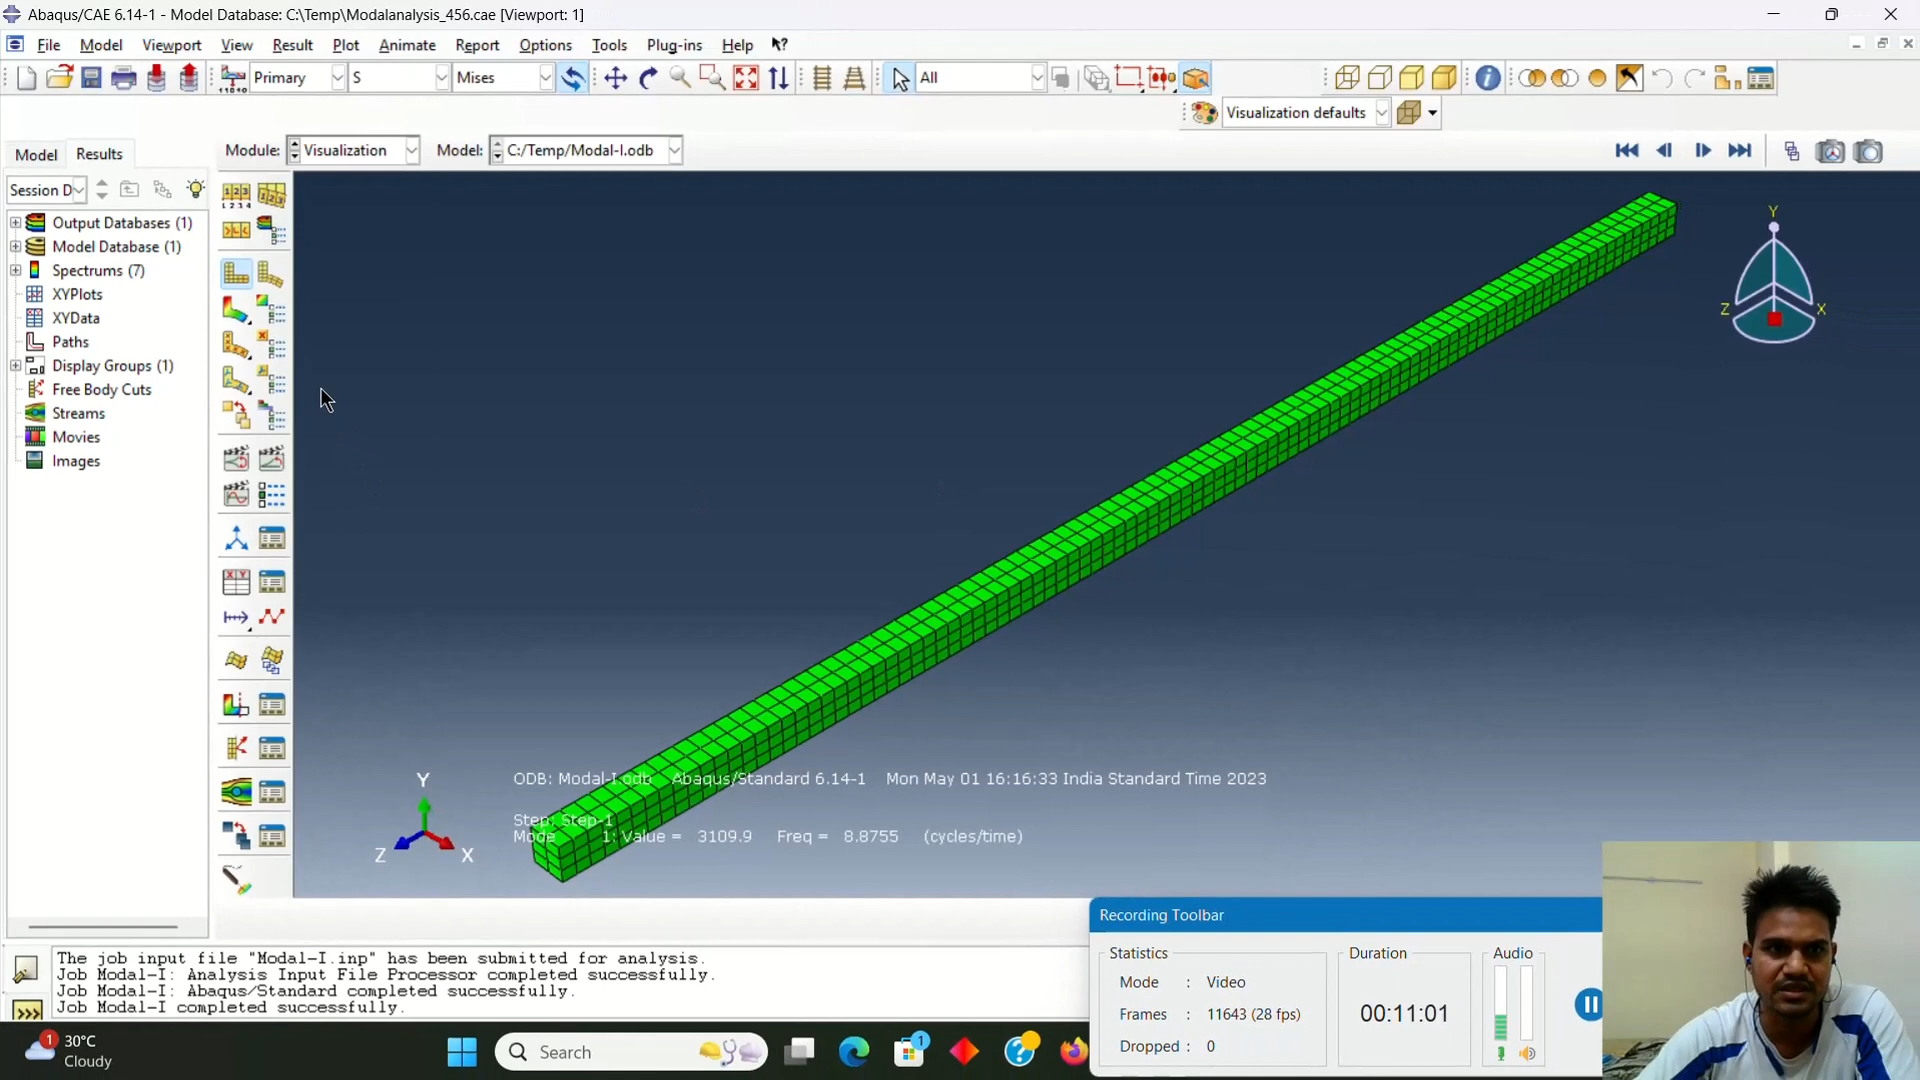 Abaqus/CAE 6.14-1 - Model Database: C:\Temp\Modalanalysis_456.cae [Viewport: 1]
File Model Viewport View Result Plot Animate Report Options Tools Plug-ins Help
Primary S Mises All
Visualization defaults
Model Results Module: Visualization Model: C:/Temp/Modal-I.odb
Session D
Output Databases (1)
Model Database (1)
Spectrums (7)
XYPlots
XYData
Paths
Display Groups (1)
Free Body Cuts
Streams
Movies
Images
Y
Z X
Y
Z X
ODB: Modal-I.odb Abaqus/Standard 6.14-1 Mon May 01 16:16:33 India Standard Time 2023
Step: Step-1
Mode 1: Value = 3109.9 Freq = 8.8755 (cycles/time)
The job input file "Modal-I.inp" has been submitted for analysis.
Job Modal-I: Analysis Input File Processor completed successfully.
Job Modal-I: Abaqus/Standard completed successfully.
Job Modal-I completed successfully.
Recording Toolbar
Statistics
Mode : Video
Frames : 11643 (28 fps)
Dropped : 0
Duration
00:11:01
Audio
1
30°C
Cloudy
Search
1